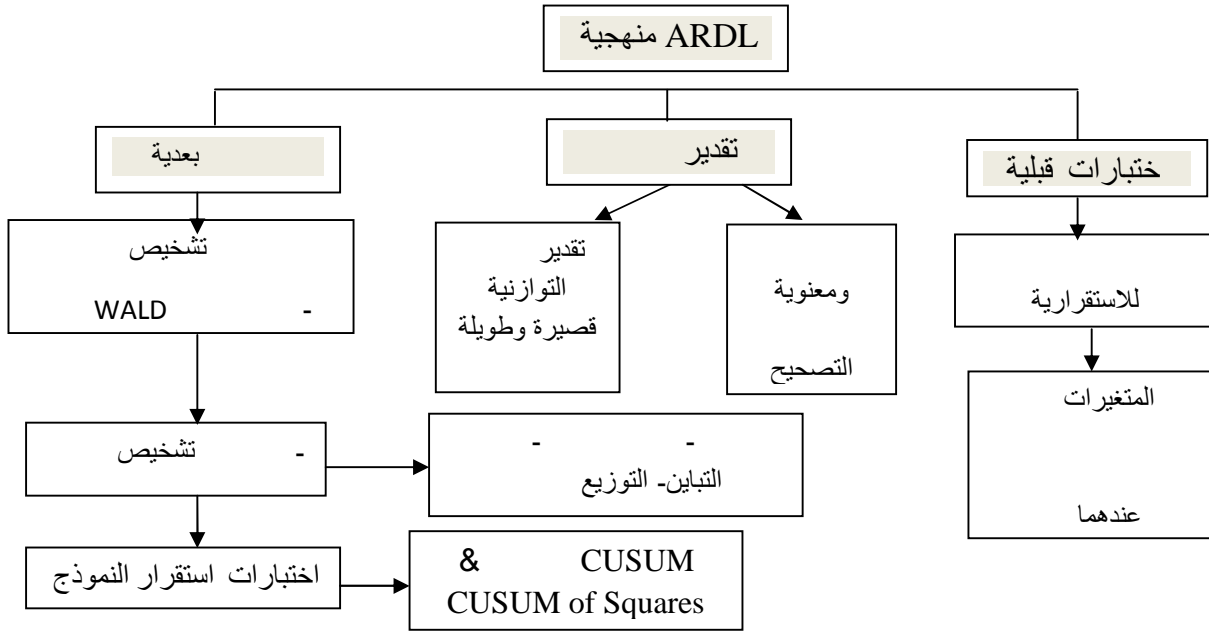 منهجية ARDL
ختبارات قبلية
تقدير
بعدية
للاستقرارية
المتغيرات
عندهما
ومعنوية
التصحيح
تقدير
التوازنية
قصيرة وطويلة
تشخيص
- WALD
- تشخيص
- -
التباين- التوزيع
اختبارات استقرار النموذج
CUSUM &
CUSUM of Squares